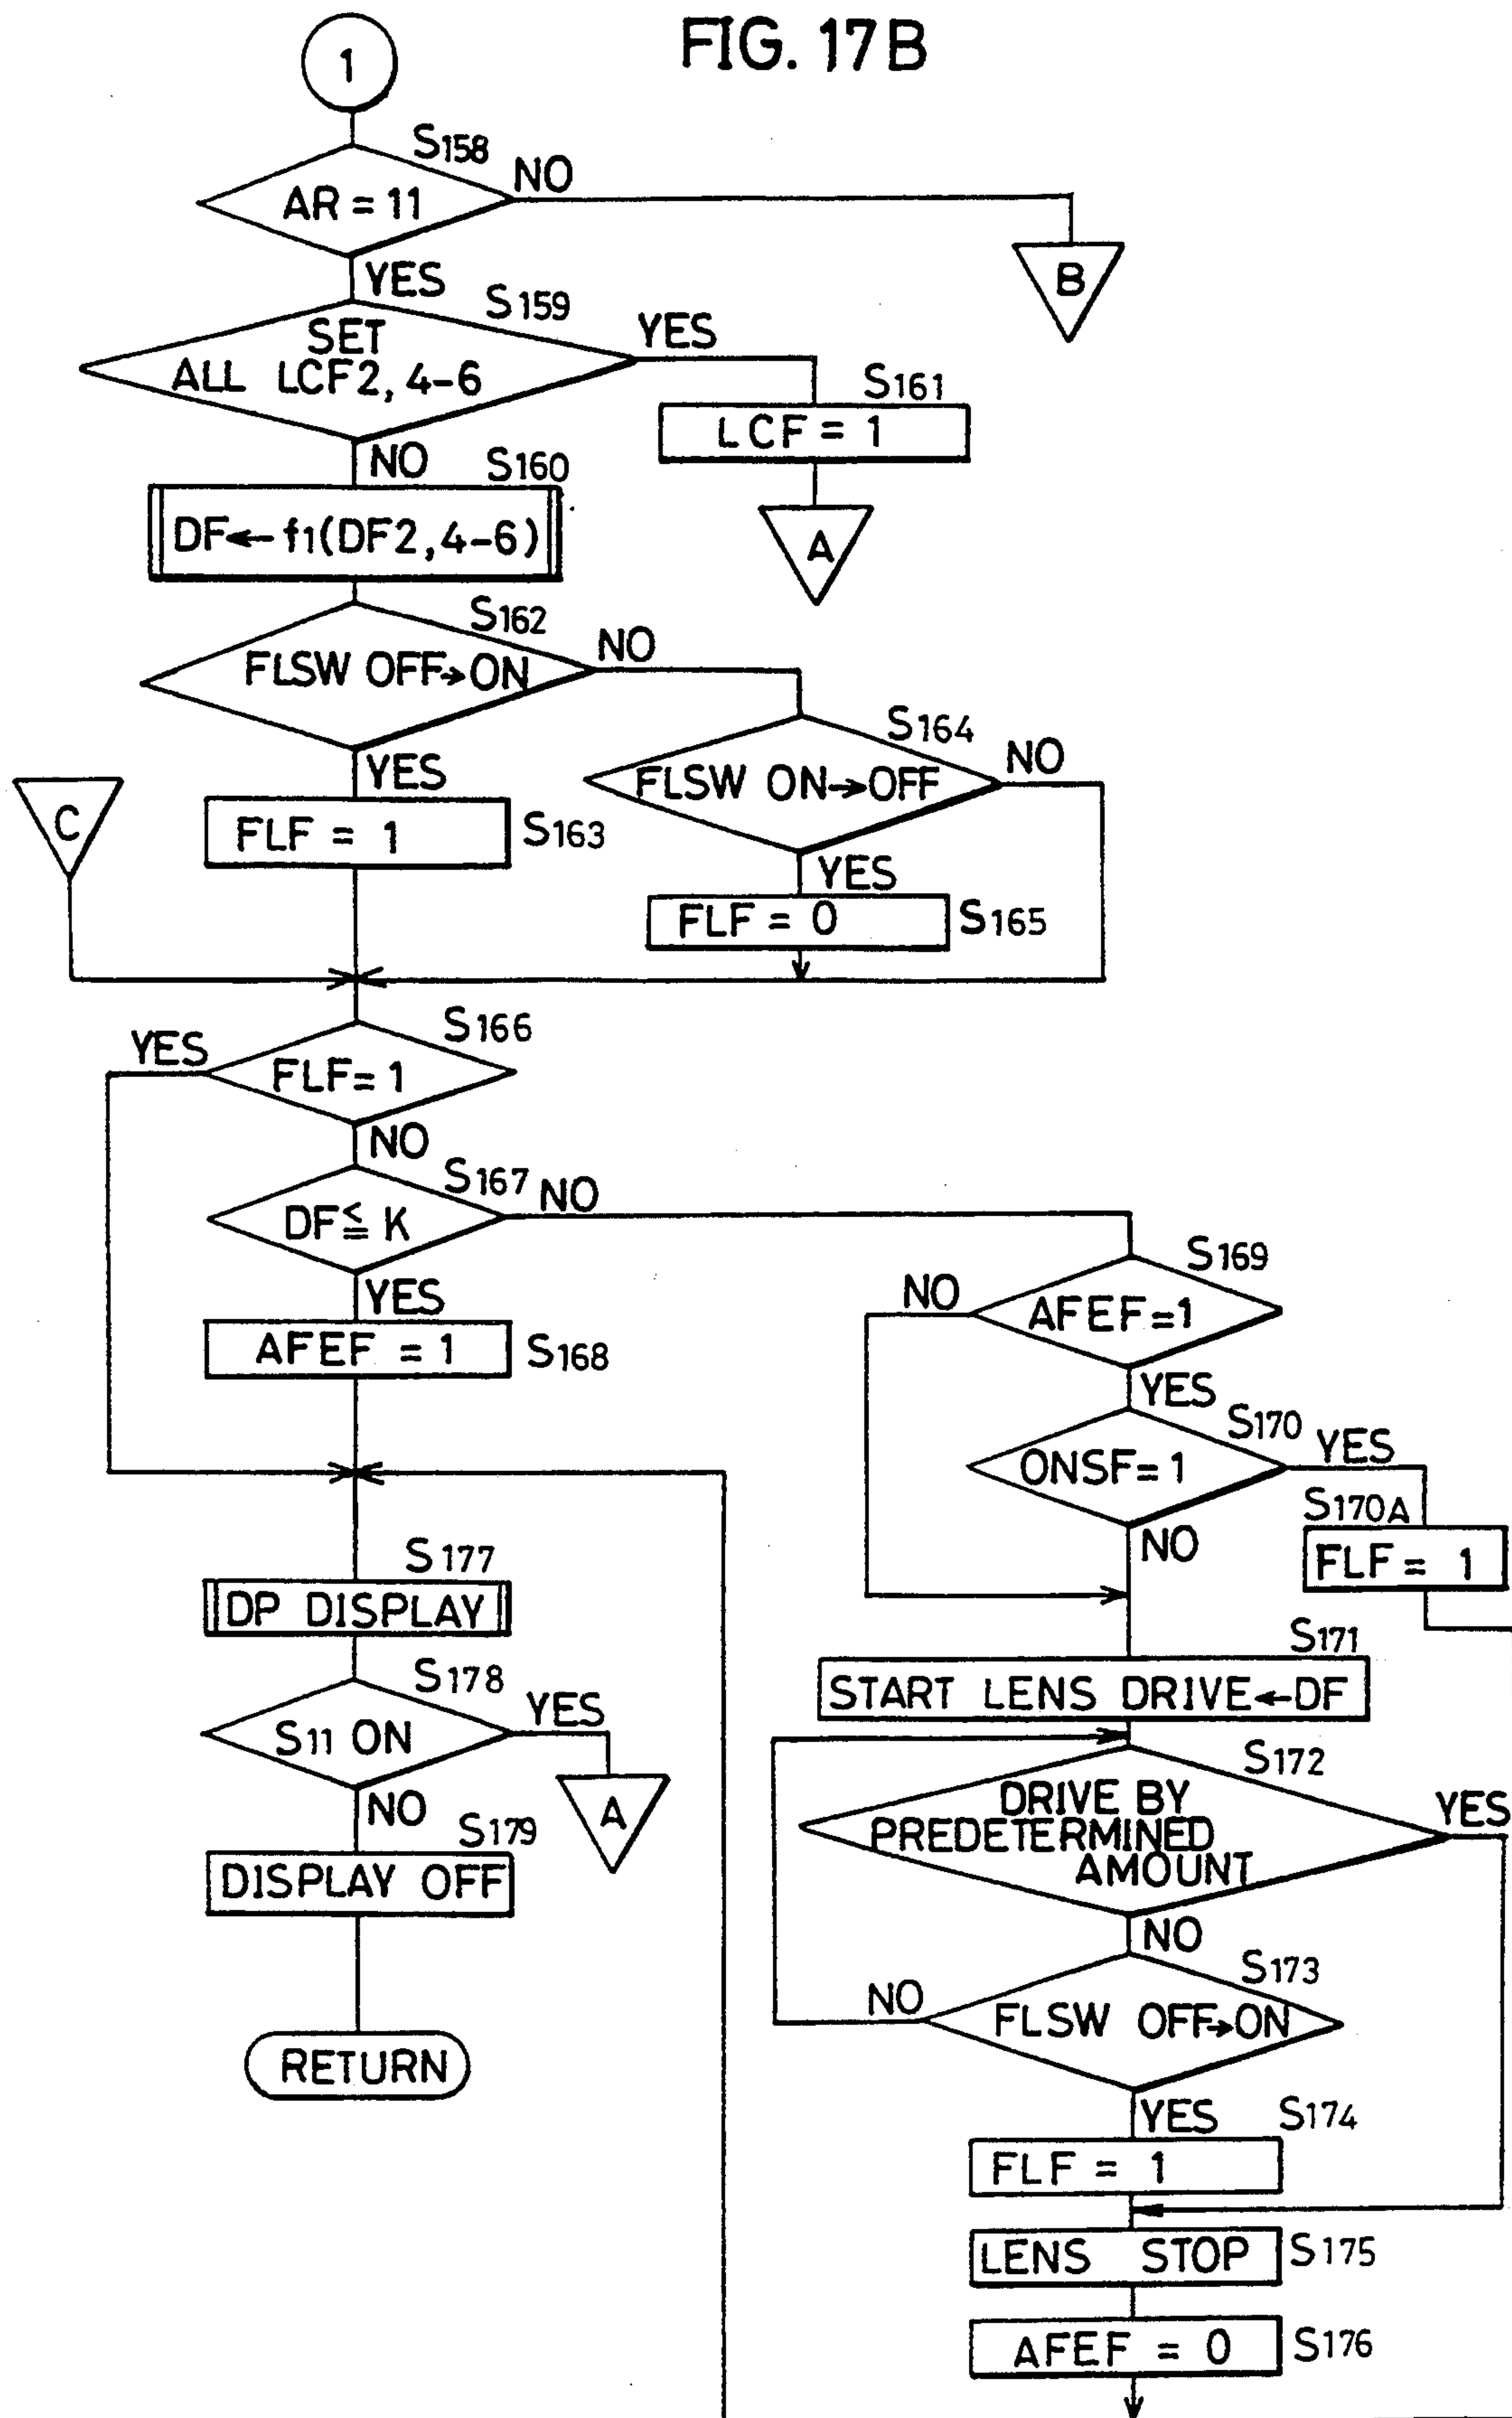 FIG. 17B
1
S158
AR = 11
NO
B
YES
S159
SET
ALL LCF2, 4-6
YES
S161
LCF = 1
A
NO
S160
DF←f1(DF2,4-6)
S162
FLSW OFF→ON
NO
S164
FLSW ON→OFF
NO
YES
FLF = 1
S163
C
YES
FLF = 0
S165
S166
YES
FLF=1
NO
S167
DF≦K
NO
S169
NO
AFEF=1
YES
AFEF = 1
S168
YES
S170
ONSF=1
YES
S170A
FLF = 1
NO
S177
DP DISPLAY
S171
START LENS DRIVE←DF
S178
S11 ON
YES
A
NO
S179
DISPLAY OFF
RETURN
S172
DRIVE BY
PREDETERMINED
AMOUNT
YES
NO
S173
NO
FLSW OFF→ON
YES
S174
FLF = 1
LENS STOP
S175
AFEF = 0
S176